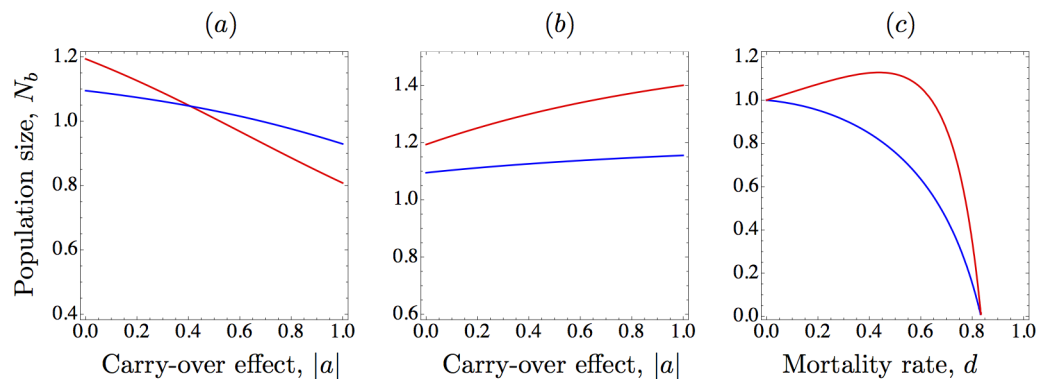 (a) (b) (c)
Population size, N_b
1.2 1.0 0.8 0.6 0.4
0.0 0.2 0.4 0.6 0.8 1.0
Carry-over effect, |a|
1.4 1.2 1.0 0.8 0.6
0.0 0.2 0.4 0.6 0.8 1.0
Carry-over effect, |a|
1.2 1.0 0.8 0.6 0.4 0.2 0.0
0.0 0.2 0.4 0.6 0.8 1.0
Mortality rate, d